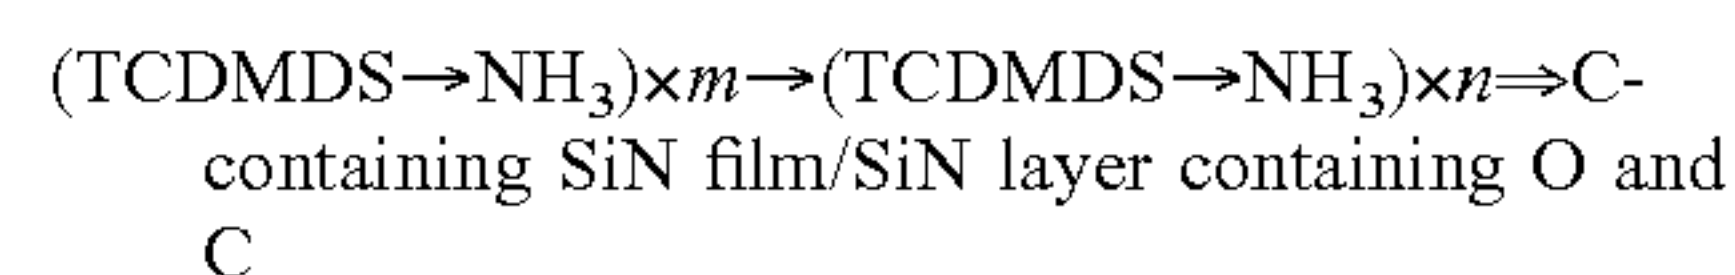 (TCDMDS→NH₃)×m→(TCDMDS→NH₃)×n⇒C-
containing SiN film/SiN layer containing O and
C